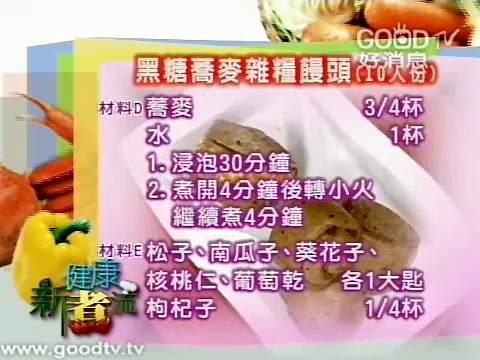 GOODTV
好消息
黑糖蕎麥雜糧饅頭(10人份)
材料D 蕎麥 3/4杯
水 1杯
1.浸泡30分鐘
2.煮開4分鐘後轉小火
繼續煮4分鐘
材料E 松子、南瓜子、葵花子、
核桃仁、葡萄乾 各1大匙
枸杞子 1/4杯
健康
新煮流
www.goodtv.tv